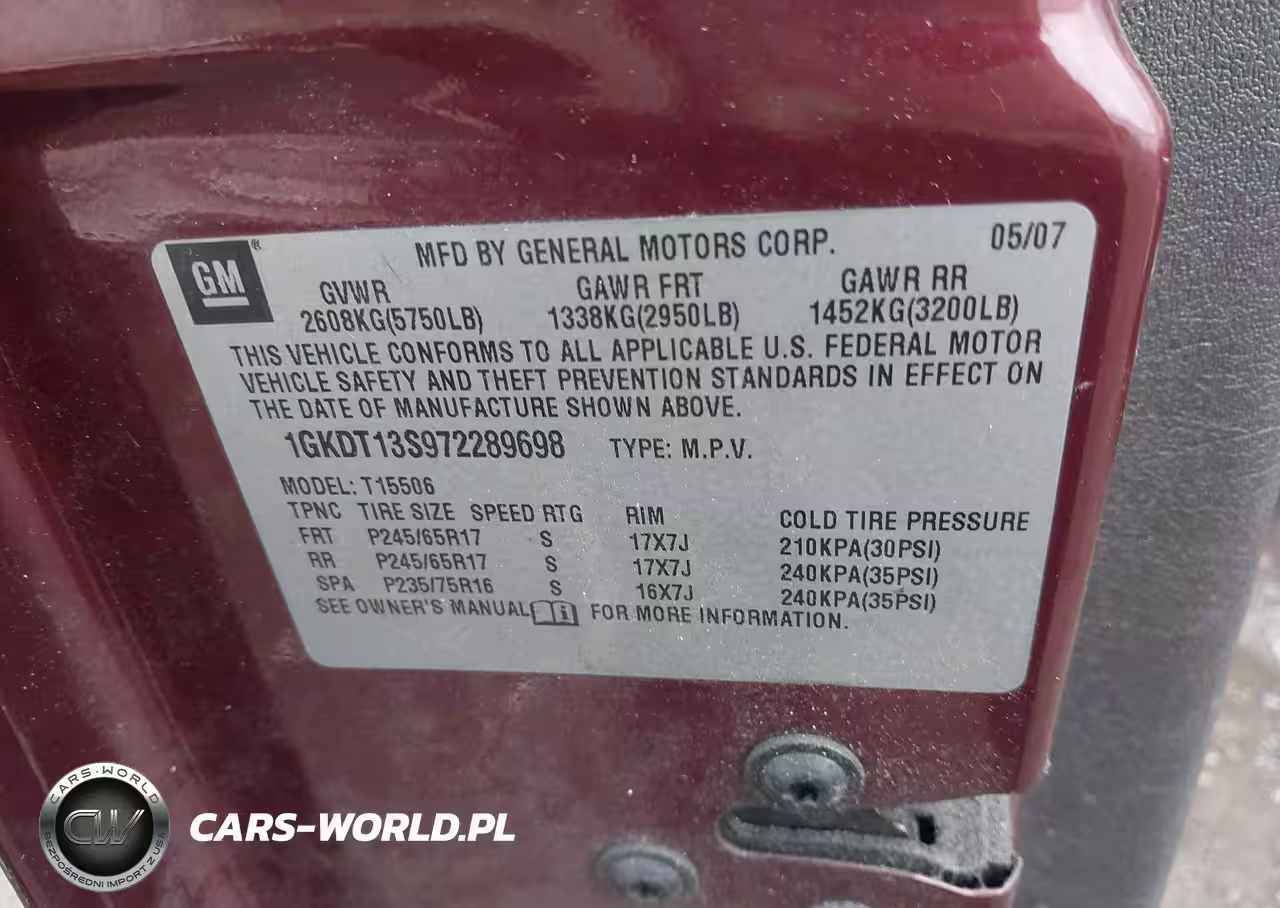 GM®
MFD BY GENERAL MOTORS CORP. 05/07
GVWR GAWR FRT GAWR RR
2608KG(5750LB) 1338KG(2950LB) 1452KG(3200LB)
THIS VEHICLE CONFORMS TO ALL APPLICABLE U.S. FEDERAL MOTOR
VEHICLE SAFETY AND THEFT PREVENTION STANDARDS IN EFFECT ON
THE DATE OF MANUFACTURE SHOWN ABOVE.
1GKDT13S972289698 TYPE: M.P.V.
MODEL: T15506
TPNC TIRE SIZE SPEED RTG RIM COLD TIRE PRESSURE
FRT P245/65R17 S 17X7J 210KPA(30PSI)
RR P245/65R17 S 17X7J 240KPA(35PSI)
SPA P235/75R16 S 16X7J 240KPA(35PSI)
SEE OWNER'S MANUAL i FOR MORE INFORMATION.
CARS-WORLD
CW
BEZPOŚREDNI IMPORT Z USA
CARS-WORLD.PL